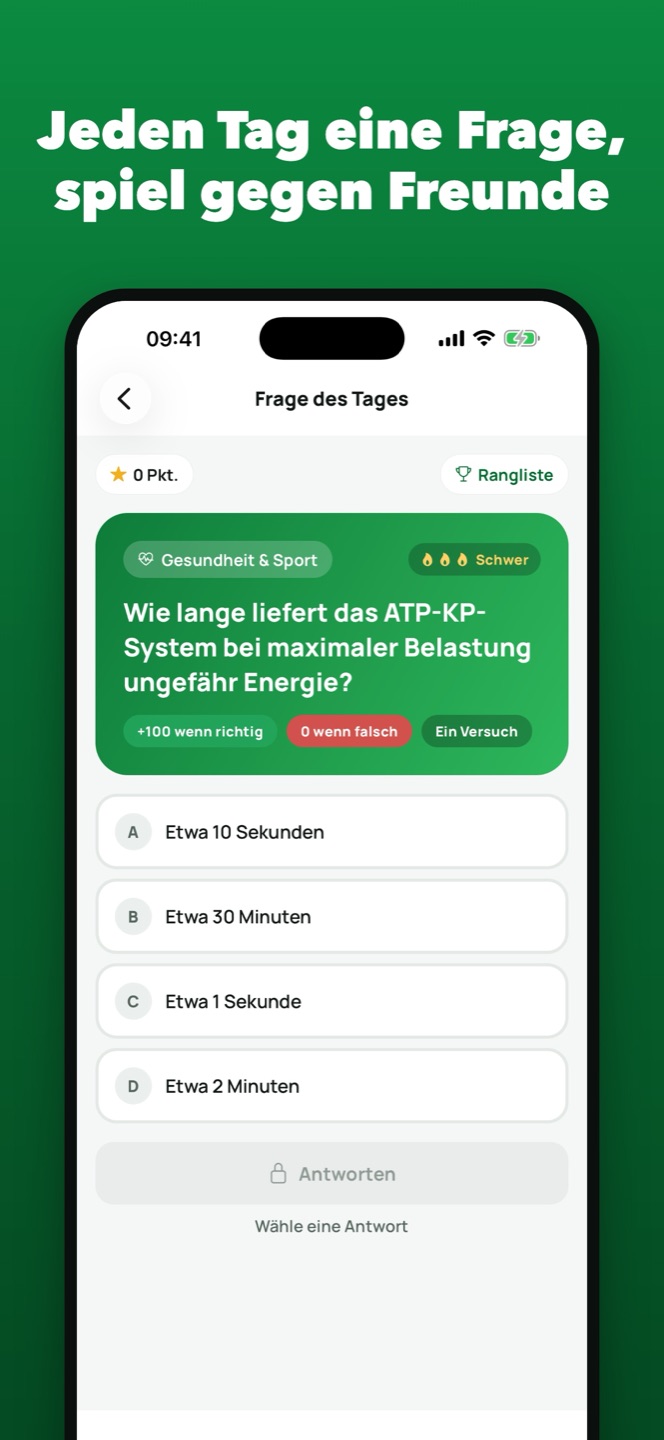 Jeden Tag eine Frage,
spiel gegen Freunde
09:41
Frage des Tages
0 Pkt.
Rangliste
Gesundheit & Sport
Schwer
Wie lange liefert das ATP-KP-
System bei maximaler Belastung
ungefähr Energie?
+100 wenn richtig
0 wenn falsch
Ein Versuch
A Etwa 10 Sekunden
B Etwa 30 Minuten
C Etwa 1 Sekunde
D Etwa 2 Minuten
Antworten
Wähle eine Antwort